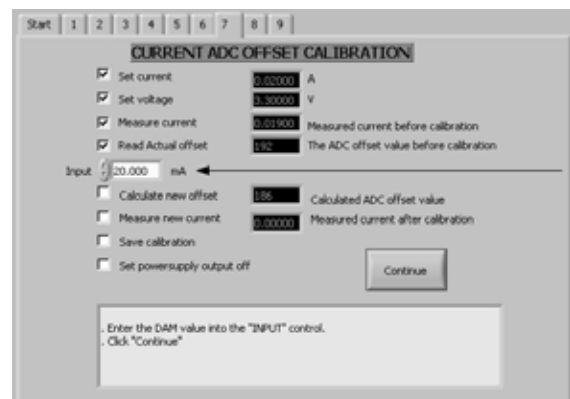 Start 1 2 3 4 5 6 7 8 9
CURRENT ADC OFFSET CALIBRATION
Set current 0.02000 A
Set voltage 3.30000 V
Measure current 0.01900 Measured current before calibration
Read Actual offset 192 The ADC offset value before calibration
Input 20.000 mA
Calculate new offset 186 Calculated ADC offset value
Measure new current 0.00000 Measured current after calibration
Save calibration
Set powersupply output off
Continue
. Enter the DAM value into the "INPUT" control.
. Click "Continue"